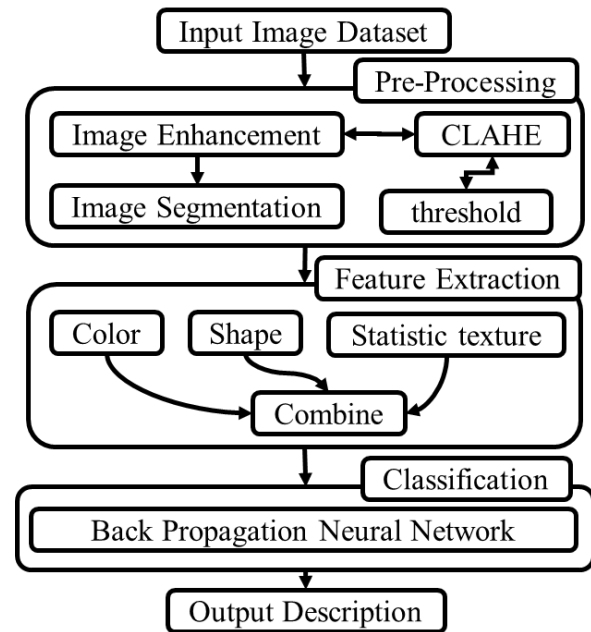 Input Image Dataset
Pre-Processing
Image Enhancement
CLAHE
Image Segmentation
threshold
Feature Extraction
Color
Shape
Statistic texture
Combine
Classification
Back Propagation Neural Network
Output Description